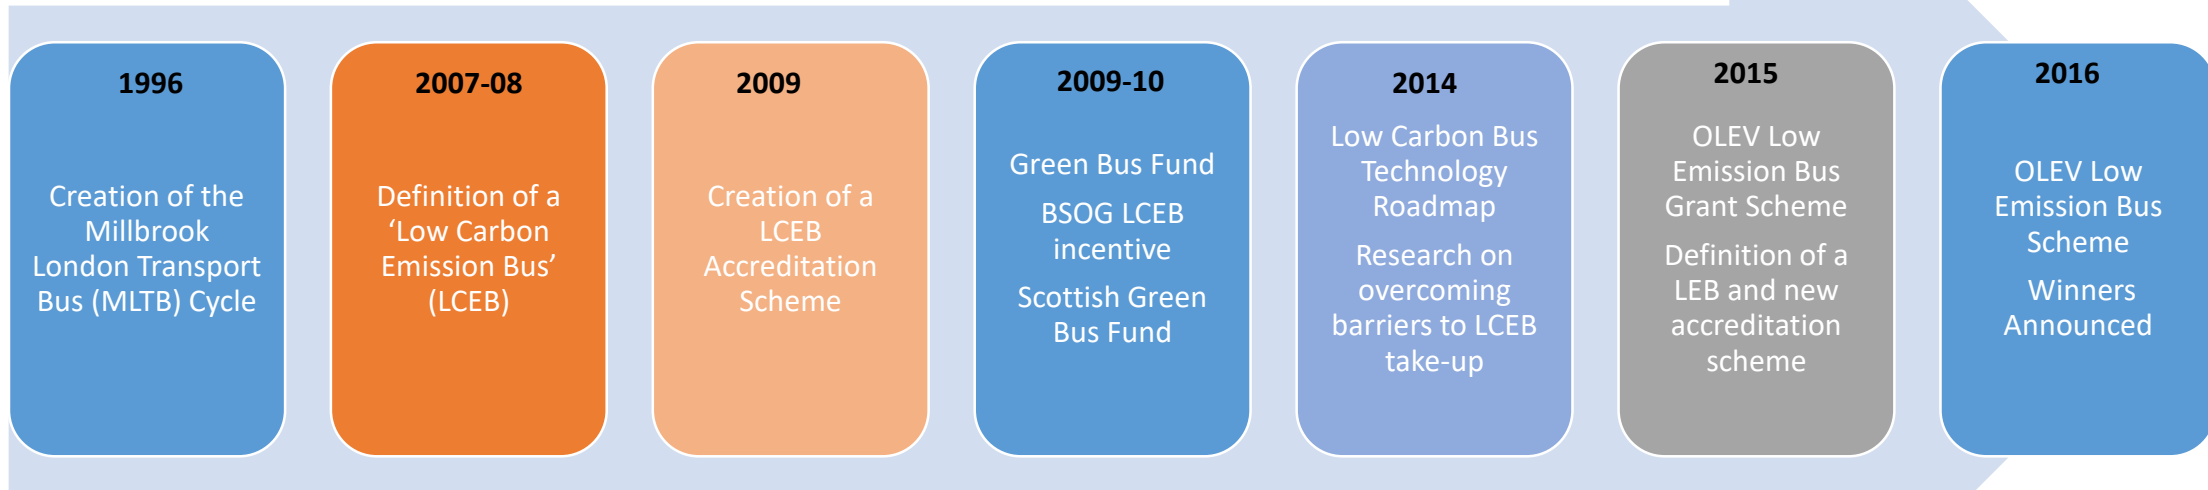 1996
Creation of the
Millbrook
London Transport
Bus (MLTB) Cycle
2007-08
Definition of a
‘Low Carbon
Emission Bus’
(LCEB)
2009
Creation of a
LCEB
Accreditation
Scheme
2009-10
Green Bus Fund
BSOG LCEB
incentive
Scottish Green
Bus Fund
2014
Low Carbon Bus
Technology
Roadmap
Research on
overcoming
barriers to LCEB
take-up
2015
OLEV Low
Emission Bus
Grant Scheme
Definition of a
LEB and new
accreditation
scheme
2016
OLEV Low
Emission Bus
Scheme
Winners
Announced